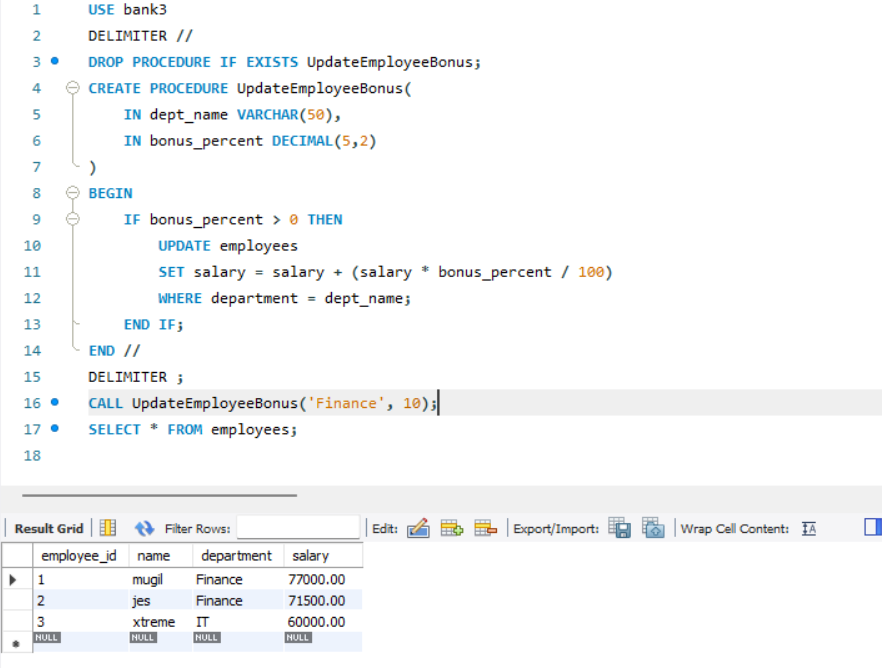 1 USE bank3
2 DELIMITER //
3 DROP PROCEDURE IF EXISTS UpdateEmployeeBonus;
4 CREATE PROCEDURE UpdateEmployeeBonus(
5 IN dept_name VARCHAR(50),
6 IN bonus_percent DECIMAL(5,2)
7 )
8 BEGIN
9 IF bonus_percent > 0 THEN
10 UPDATE employees
11 SET salary = salary + (salary * bonus_percent / 100)
12 WHERE department = dept_name;
13 END IF;
14 END //
15 DELIMITER ;
16 CALL UpdateEmployeeBonus('Finance', 10);
17 SELECT * FROM employees;
18
Result Grid Filter Rows: Edit: Export/Import: Wrap Cell Content: IA
employee_id name department salary
1 mugil Finance 77000.00
2 jes Finance 71500.00
3 xtreme IT 60000.00
NULL NULL NULL NULL